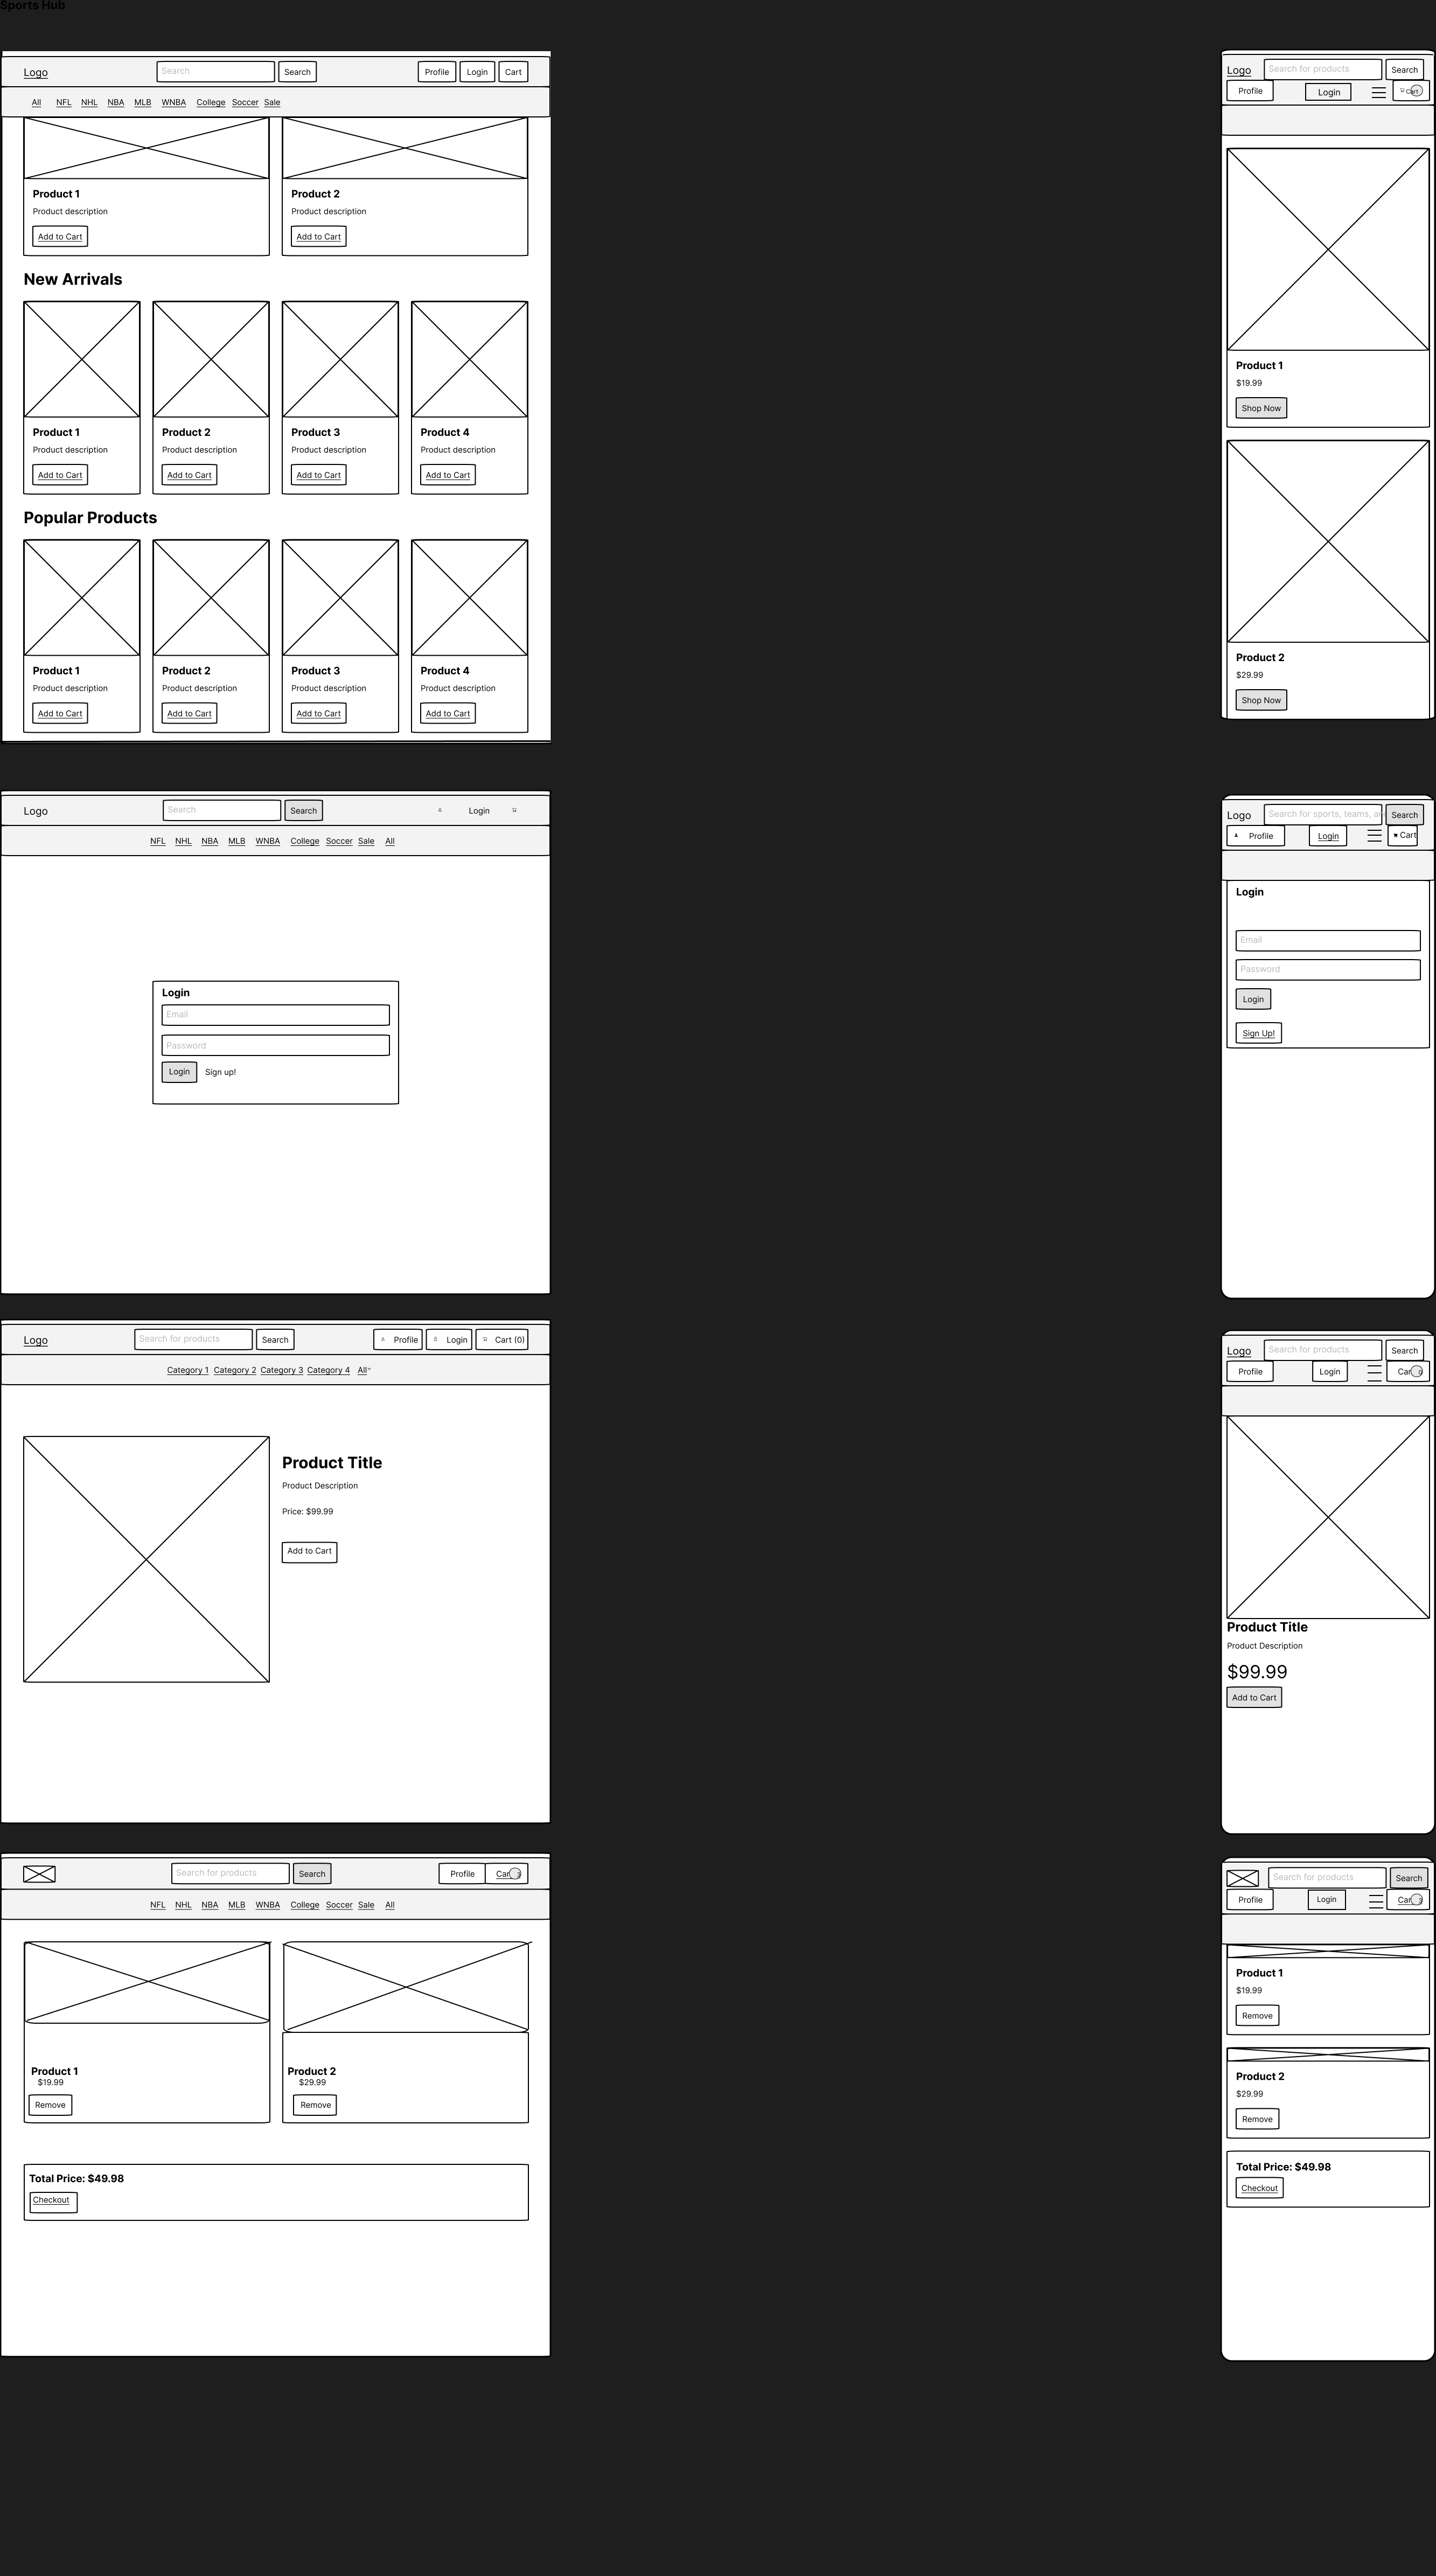 Sports Hub
Logo Search Search Profile Login Cart
All NFL NHL NBA MLB WNBA College Soccer Sale
Product 1 Product 2
Product description Product description
Add to Cart Add to Cart
New Arrivals
Product 1 Product 2 Product 3 Product 4
Product description Product description Product description Product description
Add to Cart Add to Cart Add to Cart Add to Cart
Popular Products
Product 1 Product 2 Product 3 Product 4
Product description Product description Product description Product description
Add to Cart Add to Cart Add to Cart Add to Cart
Logo Search for products Search
Profile Login Cart
Product 1
$19.99
Shop Now
Product 2
$29.99
Shop Now
Logo Search Search Login
NFL NHL NBA MLB WNBA College Soccer Sale All
Login
Email
Password
Login Sign up!
Logo Search for sports, teams, Search
Profile Login Cart
Login
Email
Password
Login
Sign Up!
Logo Search for products Search Profile Login Cart (0)
Category 1 Category 2 Category 3 Category 4 All
Product Title
Product Description
Price: $99.99
Add to Cart
Logo Search for products Search
Profile Login
Product Title
Product Description
$99.99
Add to Cart
Search for products Search Profile
NFL NHL NBA MLB WNBA College Soccer Sale All
Product 1 Product 2
$19.99 $29.99
Remove Remove
Total Price: $49.98
Checkout
Search for products Search
Profile Login
Product 1
$19.99
Remove
Product 2
$29.99
Remove
Total Price: $49.98
Checkout